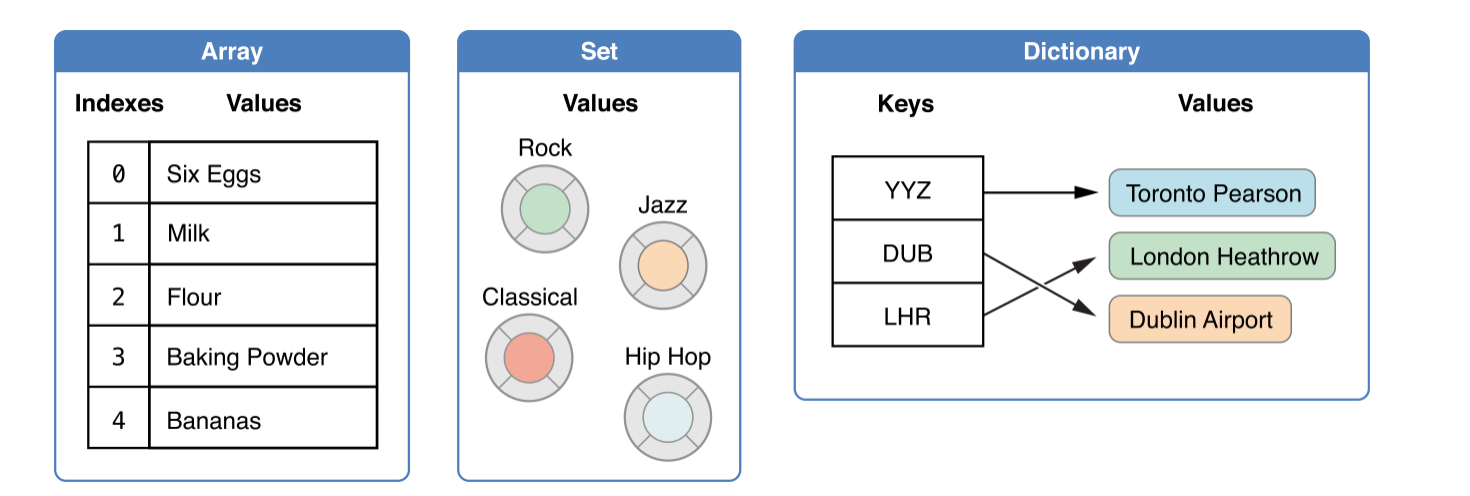 Array
Indexes Values
0 Six Eggs
1 Milk
2 Flour
3 Baking Powder
4 Bananas
Set
Values
Rock
Jazz
Classical
Hip Hop
Dictionary
Keys Values
YYZ Toronto Pearson
DUB London Heathrow
LHR Dublin Airport